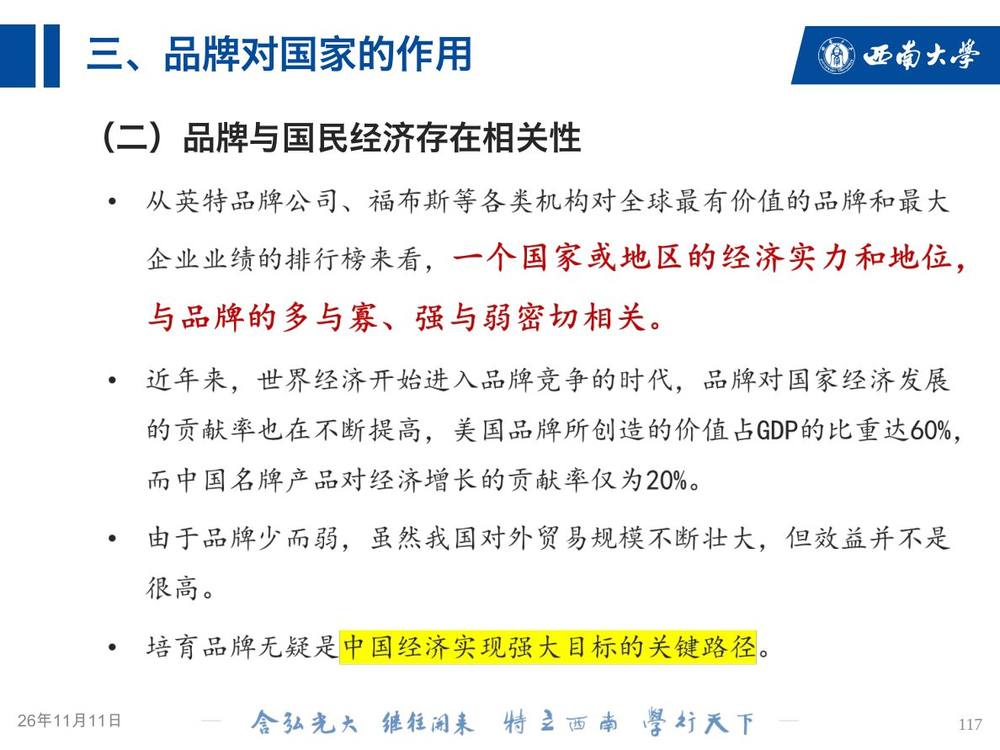 三、品牌对国家的作用
西南大学
（二）品牌与国民经济存在相关性
• 从英特品牌公司、福布斯等各类机构对全球最有价值的品牌和最大
企业业绩的排行榜来看，一个国家或地区的经济实力和地位，
与品牌的多与寡、强与弱密切相关。
• 近年来，世界经济开始进入品牌竞争的时代，品牌对国家经济发展
的贡献率也在不断提高，美国品牌所创造的价值占GDP的比重达60%，
而中国名牌产品对经济增长的贡献率仅为20%。
• 由于品牌少而弱，虽然我国对外贸易规模不断壮大，但效益并不是
很高。
• 培育品牌无疑是中国经济实现强大目标的关键路径。
26年11月11日
含弘光大 继往开来 特立西南 學行天下
117